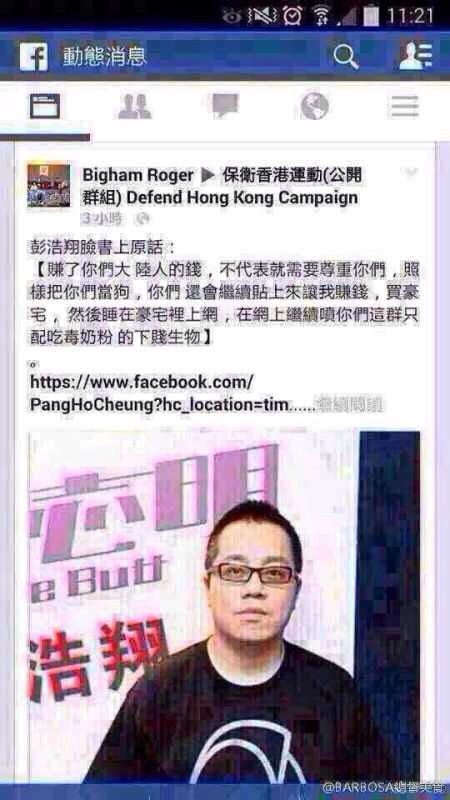 11:21
f 動態消息
Bigham Roger ▶ 保衛香港運動(公開
群組) Defend Hong Kong Campaign
3 小時
彭浩翔臉書上原話：
【賺了你們大 陸人的錢，不代表就需要尊重你們，照
樣把你們當狗，你們 還會繼續貼上來讓我賺錢，買豪
宅， 然後睡在豪宅裡上網，在網上繼續噴你們這群只
配吃毒奶粉 的下賤生物】
。
https://www.facebook.com/
PangHoCheung?hc_location=tim......繼續閱讀
志明
e Butt
浩翔